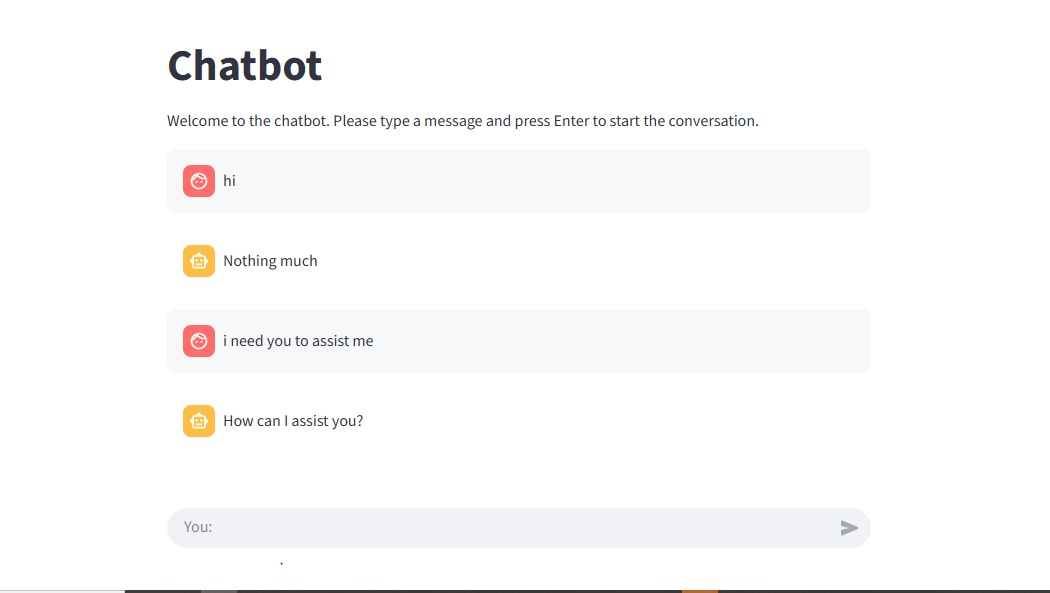 Chatbot
Welcome to the chatbot. Please type a message and press Enter to start the conversation.
hi
Nothing much
i need you to assist me
How can I assist you?
You: